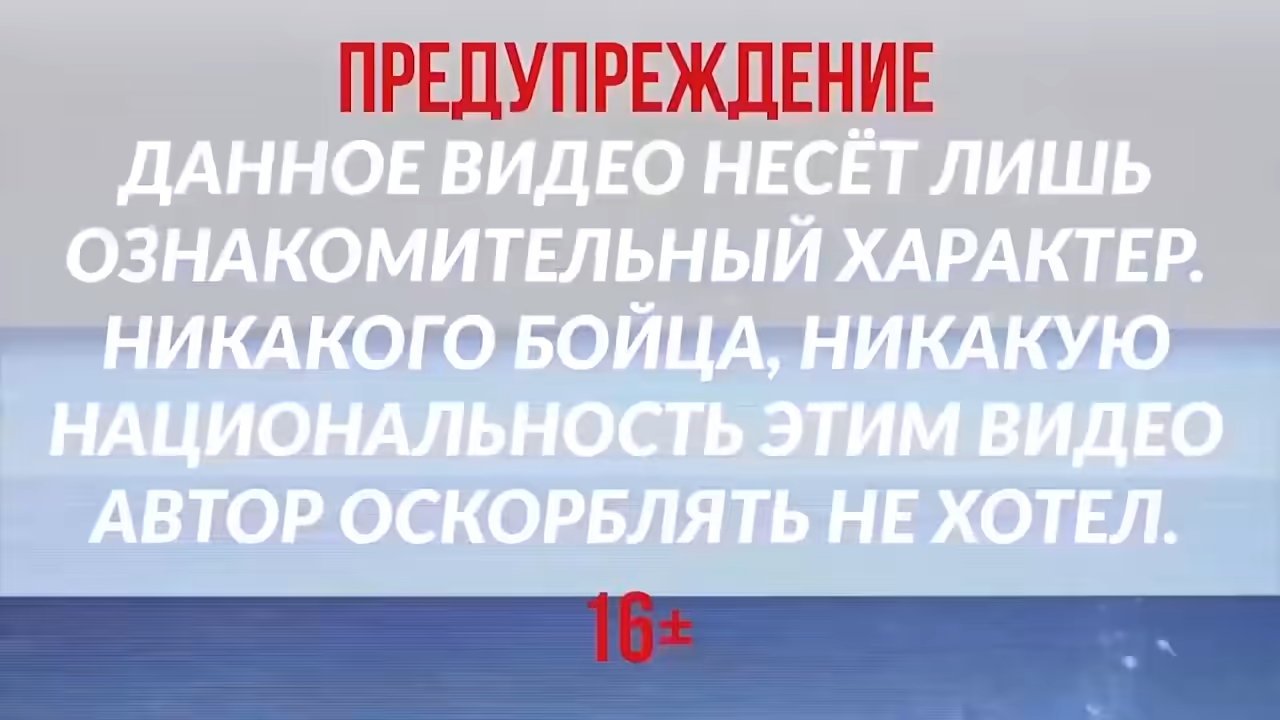 ПРЕДУПРЕЖДЕНИЕ
ДАННОЕ ВИДЕО НЕСЁТ ЛИШЬ
ОЗНАКОМИТЕЛЬНЫЙ ХАРАКТЕР.
НИКАКОГО БОЙЦА, НИКАКУЮ
НАЦИОНАЛЬНОСТЬ ЭТИМ ВИДЕО
АВТОР ОСКОРБЛЯТЬ НЕ ХОТЕЛ.
16±